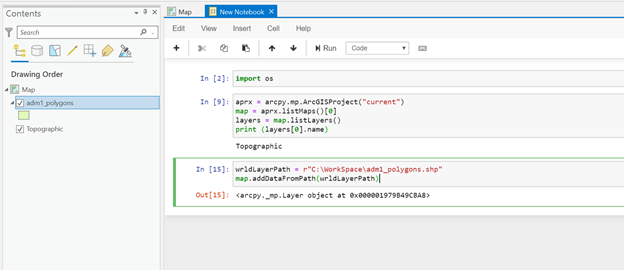 Contents
Search
Drawing Order
Map
adm1_polygons
Topographic
Map
New Notebook
Edit View Insert Cell Help
Run Code
In [2]: import os
In [9]: aprx = arcpy.mp.ArcGISProject("current")
map = aprx.listMaps()[0]
layers = map.listLayers()
print (layers[0].name)
Topographic
In [15]: wrldLayerPath = r"C:\WorkSpace\adm1_polygons.shp"
map.addDataFromPath(wrldLayerPath)
Out[15]: <arcpy._mp.Layer object at 0x000001979B49CBA8>